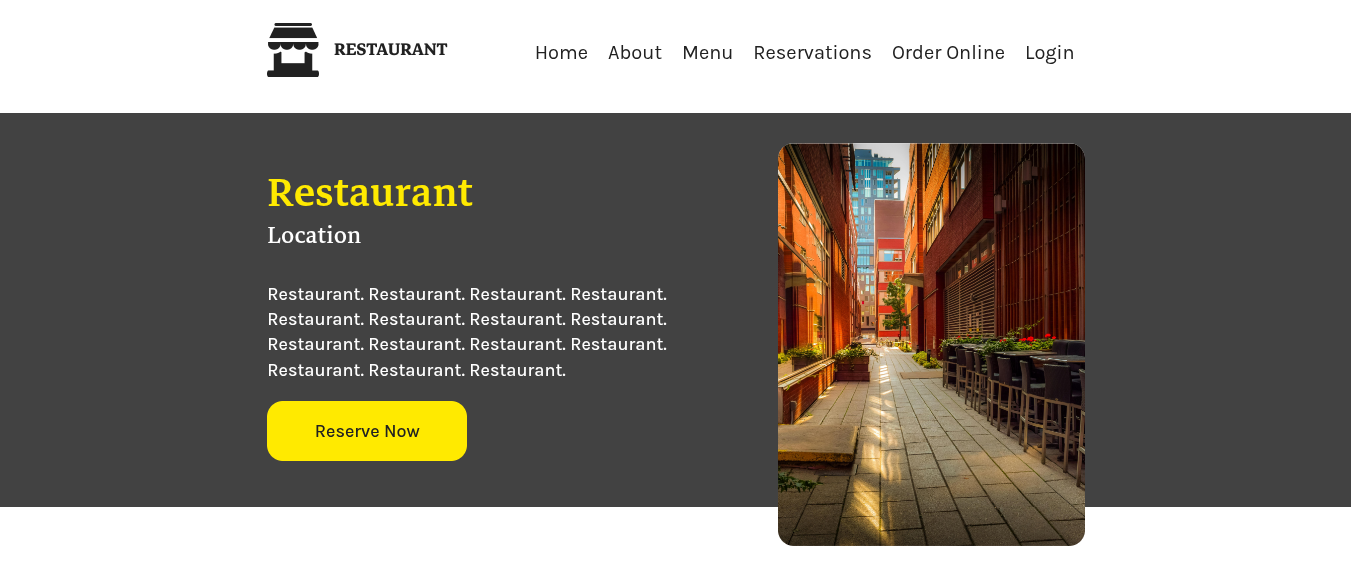 RESTAURANT
Home About Menu Reservations Order Online Login
Restaurant
Location
Restaurant. Restaurant. Restaurant. Restaurant.
Restaurant. Restaurant. Restaurant. Restaurant.
Restaurant. Restaurant. Restaurant. Restaurant.
Restaurant. Restaurant. Restaurant.
Reserve Now